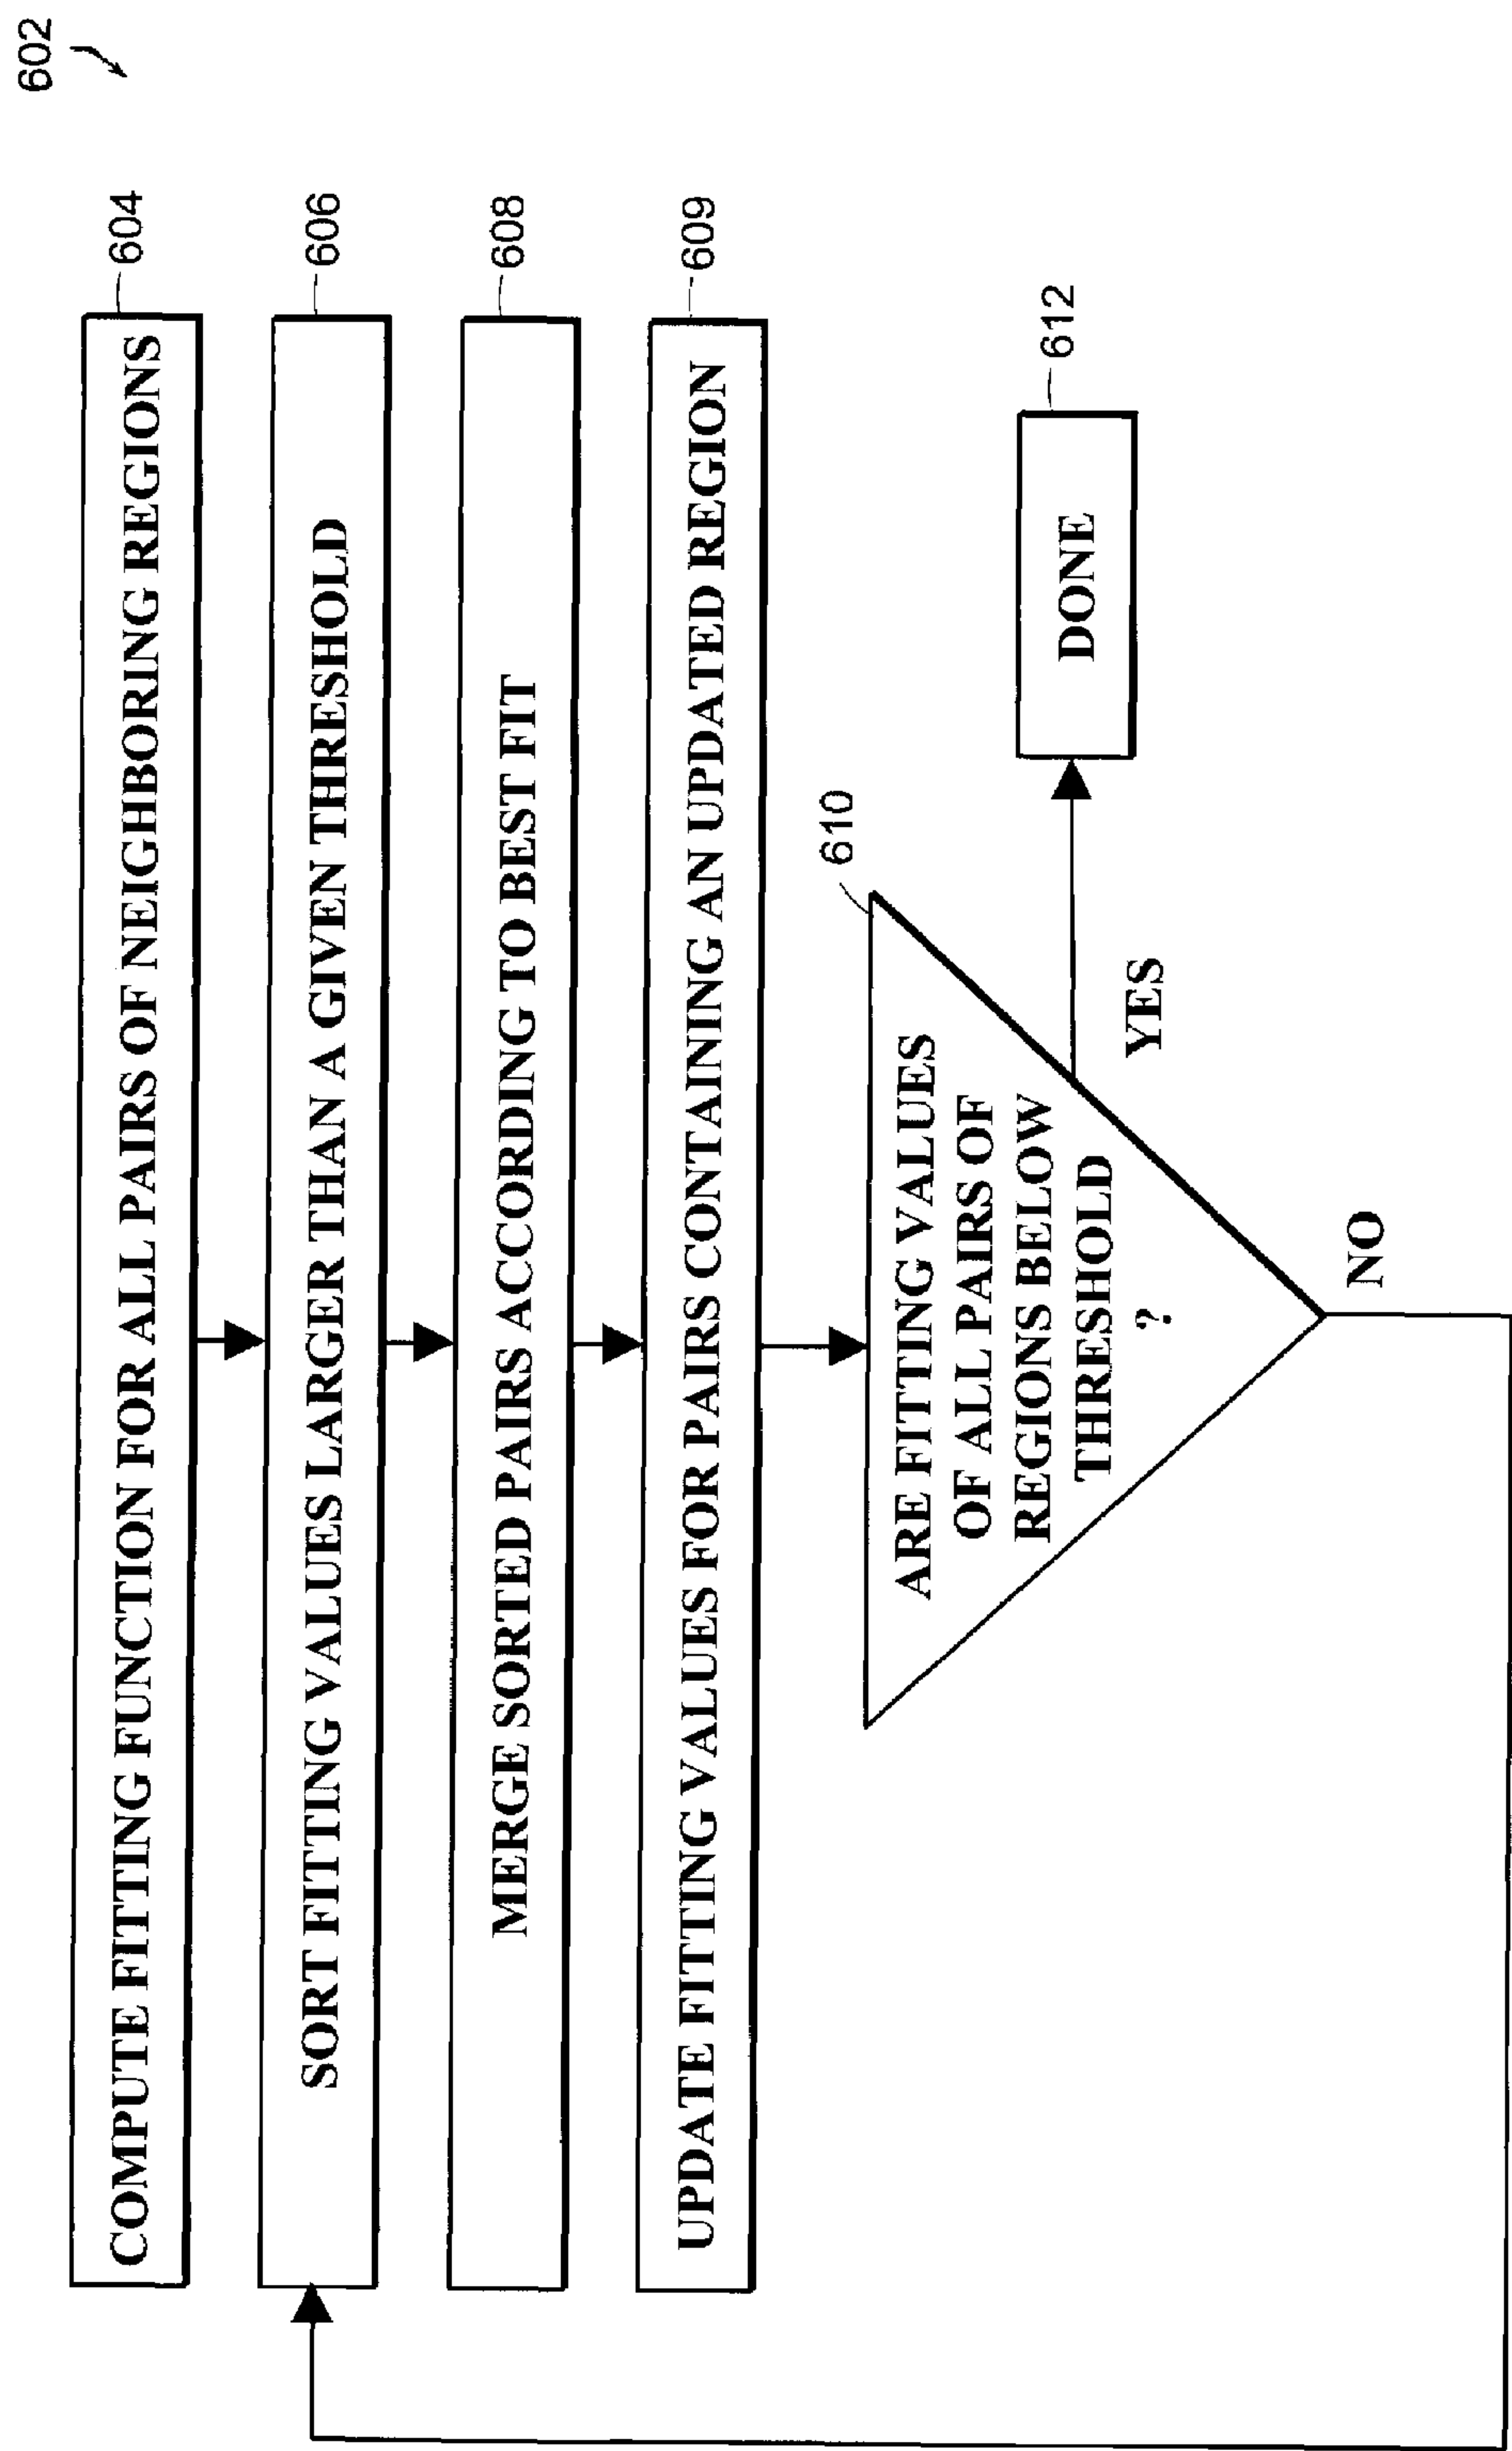 602
COMPUTE FITTING FUNCTION FOR ALL PAIRS OF NEIGHBORING REGIONS
604
SORT FITTING VALUES LARGER THAN A GIVEN THRESHOLD
606
MERGE SORTED PAIRS ACCORDING TO BEST FIT
608
UPDATE FITTING VALUES FOR PAIRS CONTAINING AN UPDATED REGION
609
610
ARE FITTING VALUES
OF ALL PAIRS OF
REGIONS BELOW
THRESHOLD
?
YES
DONE
612
NO